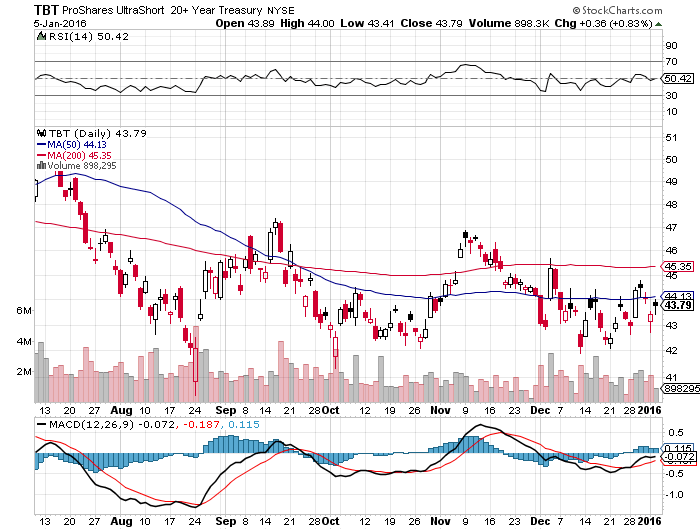 TBT ProShares UltraShort 20+ Year Treasury NYSE © StockCharts.com
5-Jan-2016 Open 43.89 High 44.00 Low 43.41 Close 43.79 Volume 898.3K Chg +0.36 (+0.83%)
RSI(14) 50.42
90
70
50.42
30
10
TBT (Daily) 43.79
MA(50) 44.13
MA(200) 45.35
Volume 898,295
51
50
49
48
47
46
45.35
45
44.13
43.79
43
42
41
6M
4M
2M
898295
13 20 27 Aug 10 17 24 Sep 8 14 21 28 Oct 12 19 26 Nov 9 16 23 Dec 7 14 21 28 2016
MACD(12,26,9) -0.072, -0.187, 0.115
0.5
0.115
-0.072
-0.5
-1.0
13 20 27 Aug 10 17 24 Sep 8 14 21 28 Oct 12 19 26 Nov 9 16 23 Dec 7 14 21 28 2016